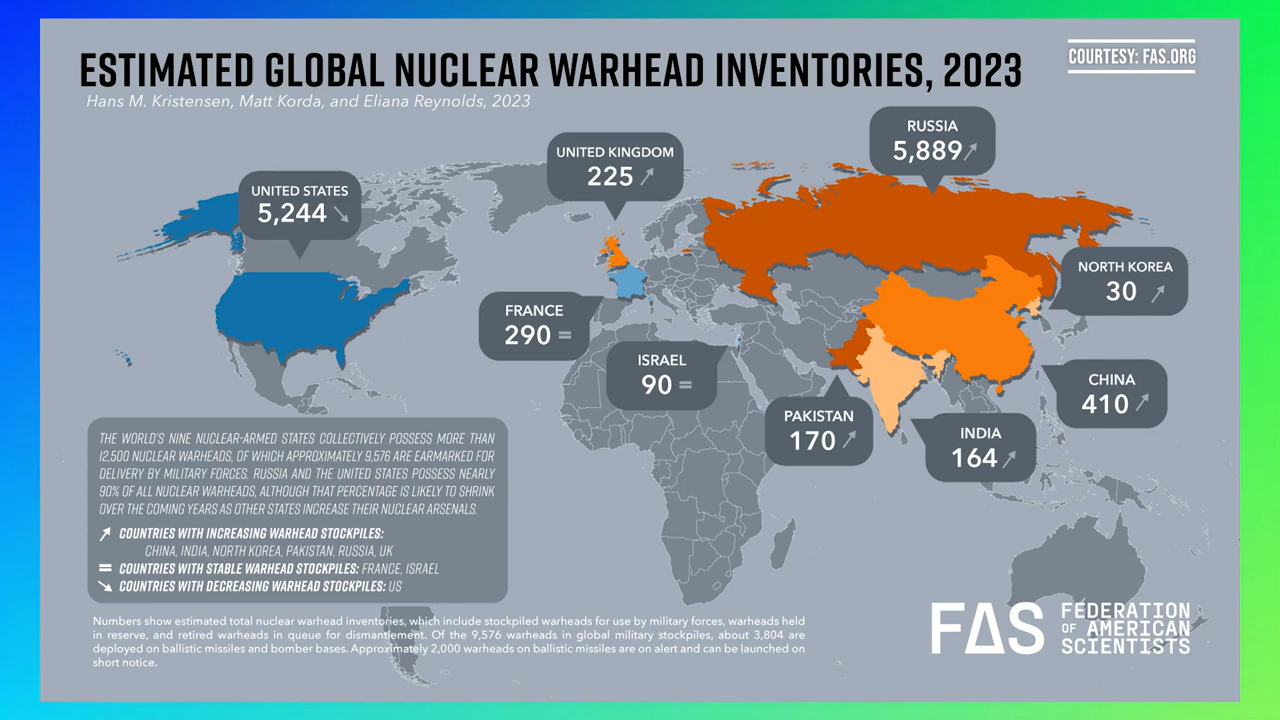 ESTIMATED GLOBAL NUCLEAR WARHEAD INVENTORIES, 2023
COURTESY: FAS.ORG
Hans M. Kristensen, Matt Korda, and Eliana Reynolds, 2023
RUSSIA
5,889
UNITED KINGDOM
225
UNITED STATES
5,244
NORTH KOREA
30
FRANCE
290 =
ISRAEL
90 =
CHINA
410
PAKISTAN
170
INDIA
164
THE WORLD'S NINE NUCLEAR-ARMED STATES COLLECTIVELY POSSESS MORE THAN
12,500 NUCLEAR WARHEADS, OF WHICH APPROXIMATELY 9,576 ARE EARMARKED FOR
DELIVERY BY MILITARY FORCES. RUSSIA AND THE UNITED STATES POSSESS NEARLY
90% OF ALL NUCLEAR WARHEADS, ALTHOUGH THAT PERCENTAGE IS LIKELY TO SHRINK
OVER THE COMING YEARS AS OTHER STATES INCREASE THEIR NUCLEAR ARSENALS.
COUNTRIES WITH INCREASING WARHEAD STOCKPILES:
CHINA, INDIA, NORTH KOREA, PAKISTAN, RUSSIA, UK
= COUNTRIES WITH STABLE WARHEAD STOCKPILES: FRANCE, ISRAEL
COUNTRIES WITH DECREASING WARHEAD STOCKPILES: US
Numbers show estimated total nuclear warhead inventories, which include stockpiled warheads for use by military forces, warheads held
in reserve, and retired warheads in queue for dismantlement. Of the 9,576 warheads in global military stockpiles, about 3,804 are
deployed on ballistic missiles and bomber bases. Approximately 2,000 warheads on ballistic missiles are on alert and can be launched on
short notice.
FAS
FEDERATION
OF AMERICAN
SCIENTISTS